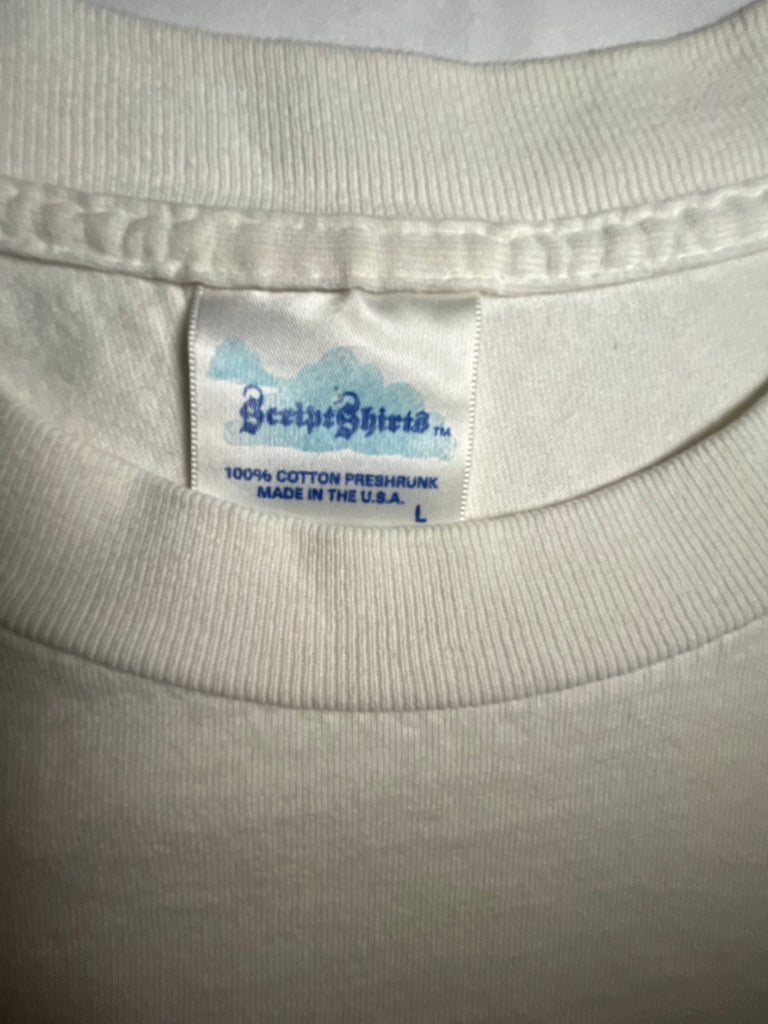 ScriptShirts™
100% COTTON PRESHRUNK
MADE IN THE U.S.A.
L